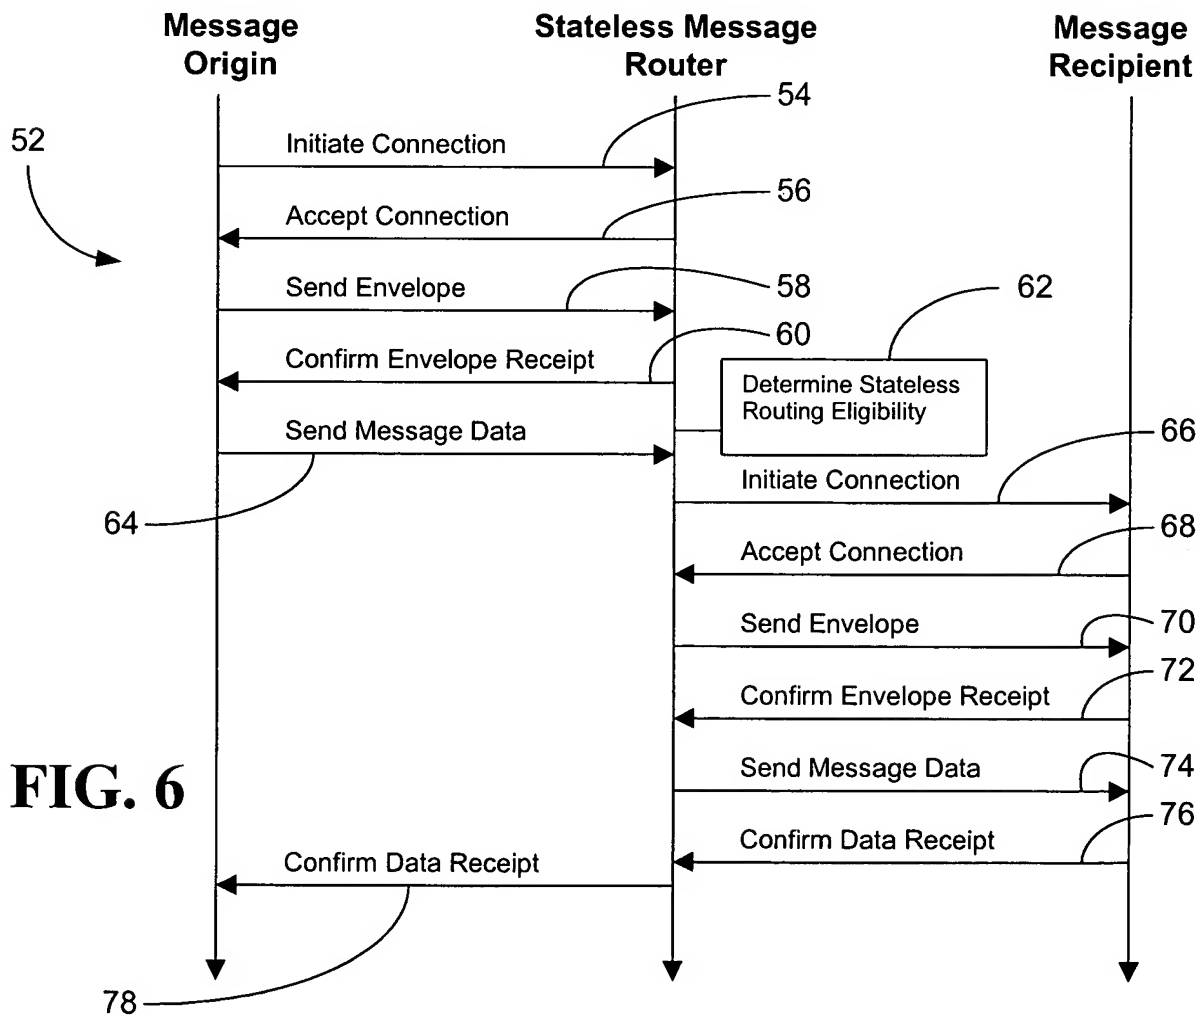 Message
Origin
Stateless Message
Router
Message
Recipient
52
54
Initiate Connection
56
Accept Connection
58
Send Envelope
62
60
Confirm Envelope Receipt
Determine Stateless
Routing Eligibility
Send Message Data
66
64
Initiate Connection
68
Accept Connection
70
Send Envelope
72
Confirm Envelope Receipt
74
Send Message Data
FIG. 6
76
Confirm Data Receipt
Confirm Data Receipt
78